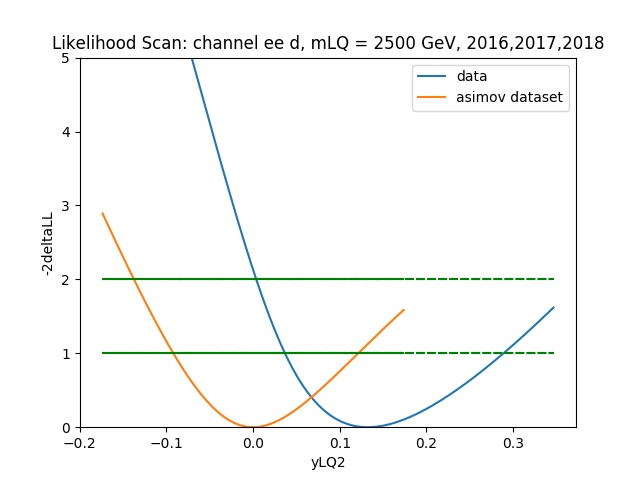 Likelihood Scan: channel ee d, mLQ = 2500 GeV, 2016,2017,2018
data
asimov dataset
-2deltaLL
5
4
3
2
1
0
−0.2
−0.1
0.0
0.1
0.2
0.3
yLQ2